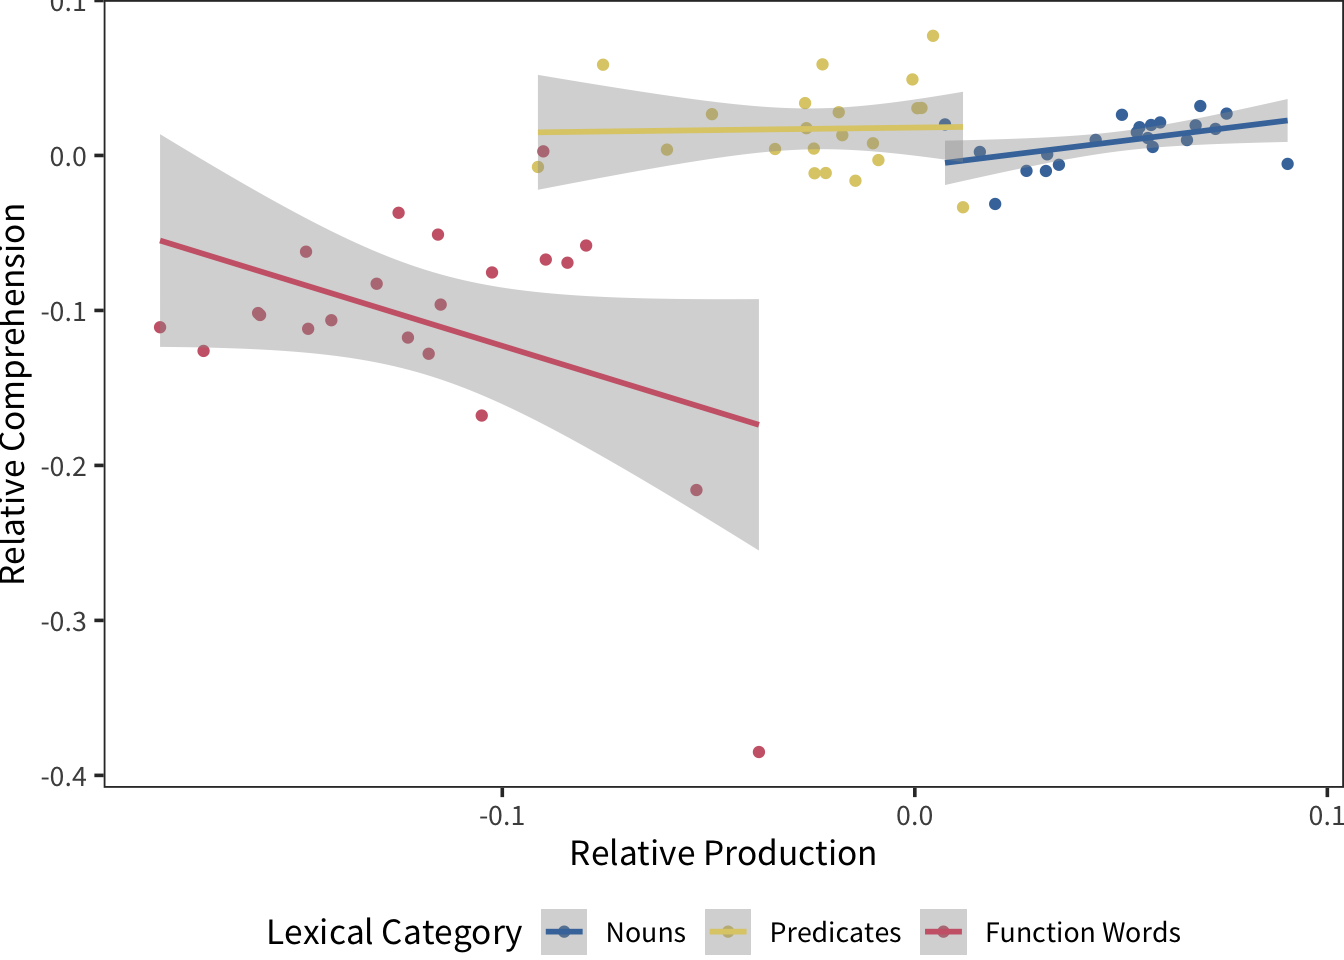 0.1
0.0
-0.1
-0.2
-0.3
-0.4
Relative Comprehension
-0.1 0.0 0.1
Relative Production
Lexical Category Nouns Predicates Function Words